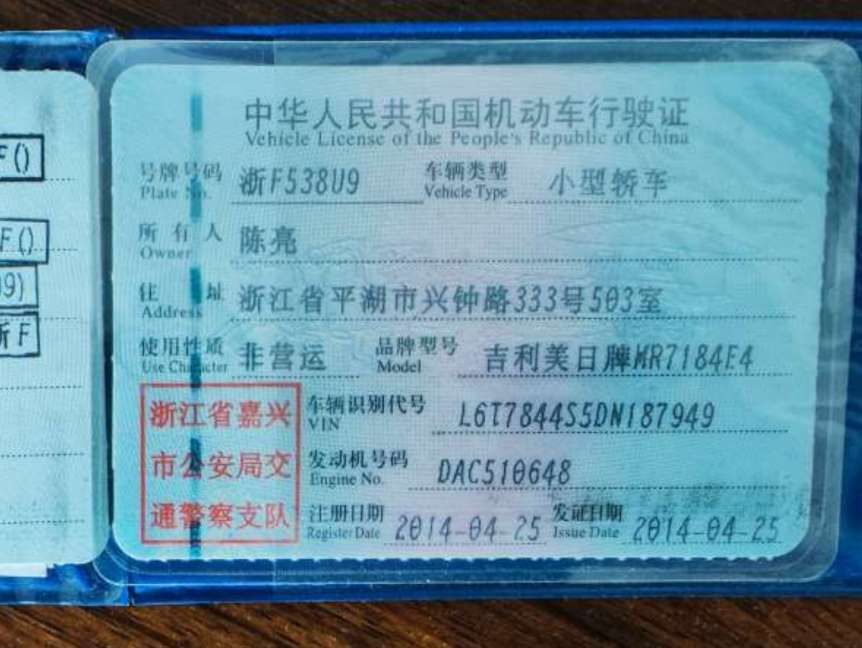 F()
F()
09)
F
中华人民共和国机动车行驶证
Vehicle License of the People's Republic of China
号牌号码 浙F538U9 车辆类型 小型轿车
Plate No. Vehicle Type
所有人 陈亮
Owner
住址 浙江省平湖市兴钟路333号503室
Address
使用性质 非营运 品牌型号 吉利美日牌MR7184E4
Use Character Model
浙江省嘉兴
市公安局交
通警察支队
车辆识别代号 L6T7844S5DN187949
VIN
发动机号码 DAC510648
Engine No.
注册日期 2014-04-25 发证日期 2014-04-25
Register Date Issue Date